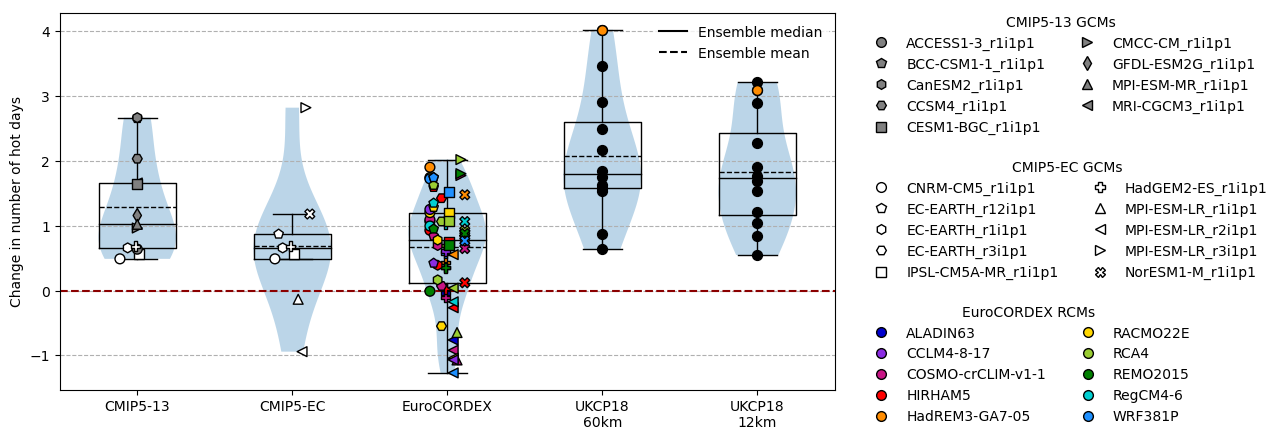 Change in number of hot days
4
3
2
1
0
−1
Ensemble median
Ensemble mean
CMIP5-13
CMIP5-EC
EuroCORDEX
UKCP18
60km
UKCP18
12km
CMIP5-13 GCMs
ACCESS1-3_r1i1p1
BCC-CSM1-1_r1i1p1
CanESM2_r1i1p1
CCSM4_r1i1p1
CESM1-BGC_r1i1p1
CMCC-CM_r1i1p1
GFDL-ESM2G_r1i1p1
MPI-ESM-MR_r1i1p1
MRI-CGCM3_r1i1p1
CMIP5-EC GCMs
CNRM-CM5_r1i1p1
EC-EARTH_r12i1p1
EC-EARTH_r1i1p1
EC-EARTH_r3i1p1
IPSL-CM5A-MR_r1i1p1
HadGEM2-ES_r1i1p1
MPI-ESM-LR_r1i1p1
MPI-ESM-LR_r2i1p1
MPI-ESM-LR_r3i1p1
NorESM1-M_r1i1p1
EuroCORDEX RCMs
ALADIN63
CCLM4-8-17
COSMO-crCLIM-v1-1
HIRHAM5
HadREM3-GA7-05
RACMO22E
RCA4
REMO2015
RegCM4-6
WRF381P